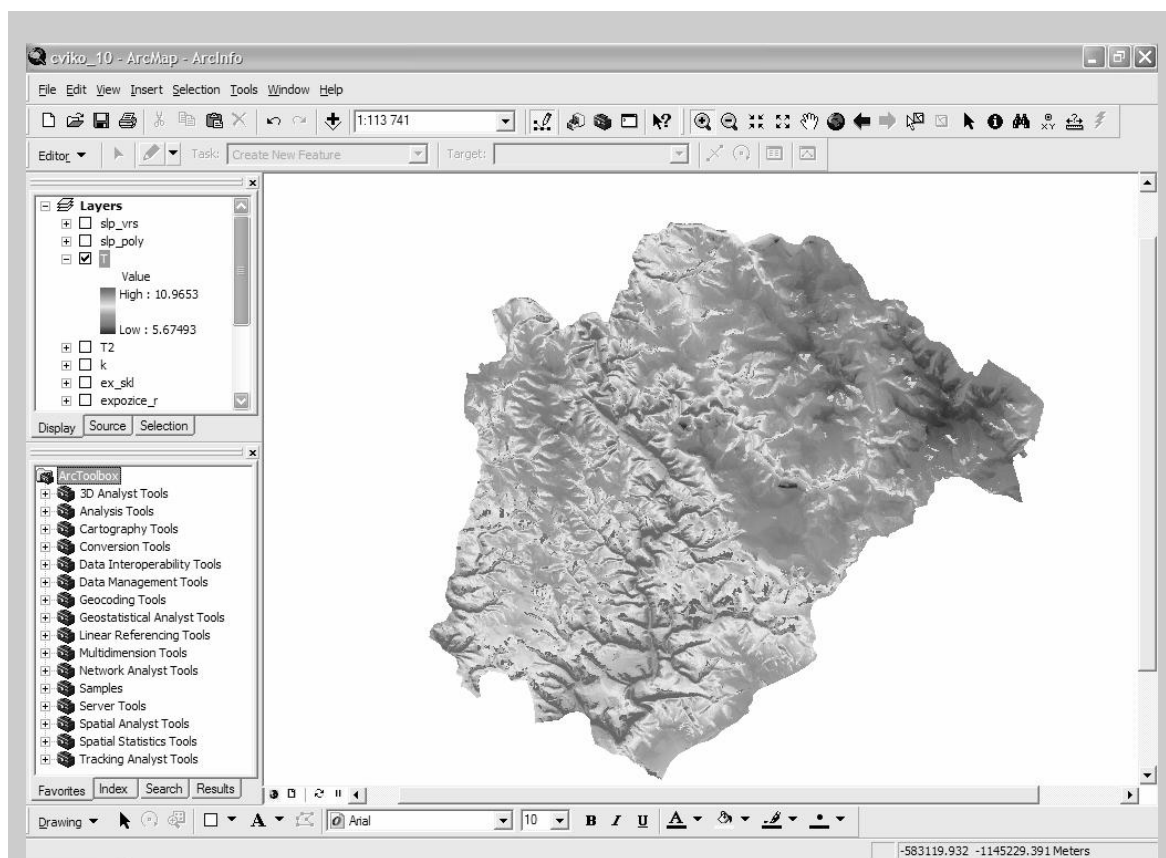 cviko_10 - ArcMap - ArcInfo
File Edit View Insert Selection Tools Window Help
1:113 741
Editor Task: Create New Feature Target:
Layers
slp_vrs
slp_poly
T
Value
High : 10.9653
Low : 5.67493
T2
k
ex_skl
expozice_r
Display Source Selection
ArcToolbox
3D Analyst Tools
Analysis Tools
Cartography Tools
Conversion Tools
Data Interoperability Tools
Data Management Tools
Geocoding Tools
Geostatistical Analyst Tools
Linear Referencing Tools
Multidimension Tools
Network Analyst Tools
Samples
Server Tools
Spatial Analyst Tools
Spatial Statistics Tools
Tracking Analyst Tools
Favorites Index Search Results
Drawing A Arial 10 B I U A
-583119.932 -1145229.391 Meters